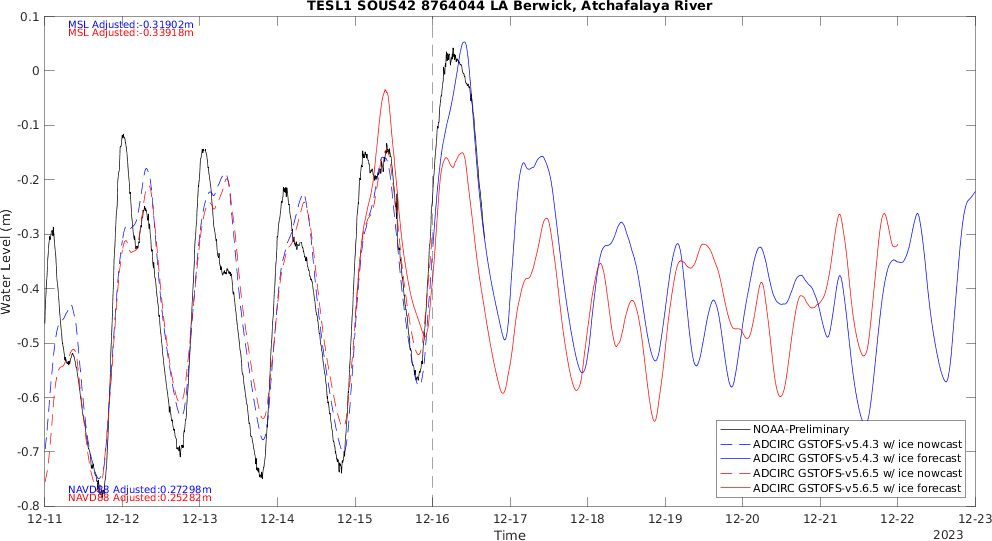 TESL1 SOUS42 8764044 LA Berwick, Atchafalaya River
MSL Adjusted:-0.31902m
MSL Adjusted:-0.33918m
0.1
0
-0.1
-0.2
-0.3
-0.4
-0.5
-0.6
-0.7
-0.8
Water Level (m)
NAVD88 Adjusted:0.27298m
NAVD88 Adjusted:0.25282m
NOAA-Preliminary
ADCIRC GSTOFS-v5.4.3 w/ ice nowcast
ADCIRC GSTOFS-v5.4.3 w/ ice forecast
ADCIRC GSTOFS-v5.6.5 w/ ice nowcast
ADCIRC GSTOFS-v5.6.5 w/ ice forecast
12-11 12-12 12-13 12-14 12-15 12-16 12-17 12-18 12-19 12-20 12-21 12-22 12-23
Time
2023